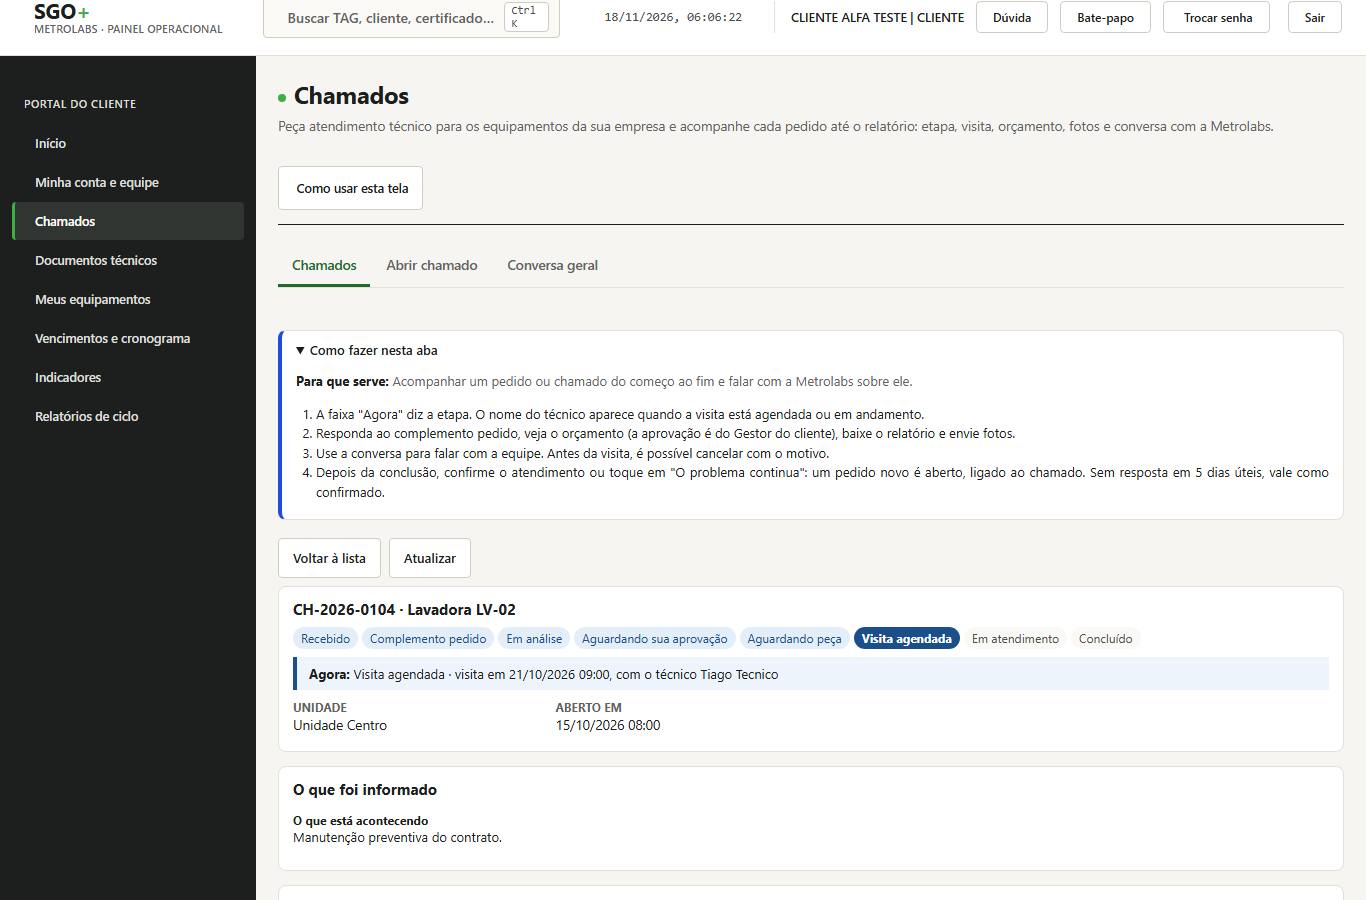 SGO+
METROLABS · PAINEL OPERACIONAL
Buscar TAG, cliente, certificado...
Ctrl K
18/11/2026, 06:06:22
CLIENTE ALFA TESTE | CLIENTE
Dúvida
Bate-papo
Trocar senha
Sair
PORTAL DO CLIENTE
Início
Minha conta e equipe
Chamados
Documentos técnicos
Meus equipamentos
Vencimentos e cronograma
Indicadores
Relatórios de ciclo
Chamados
Peça atendimento técnico para os equipamentos da sua empresa e acompanhe cada pedido até o relatório: etapa, visita, orçamento, fotos e conversa com a Metrolabs.
Como usar esta tela
Chamados
Abrir chamado
Conversa geral
▼ Como fazer nesta aba
Para que serve: Acompanhar um pedido ou chamado do começo ao fim e falar com a Metrolabs sobre ele.
1. A faixa "Agora" diz a etapa. O nome do técnico aparece quando a visita está agendada ou em andamento.
2. Responda ao complemento pedido, veja o orçamento (a aprovação é do Gestor do cliente), baixe o relatório e envie fotos.
3. Use a conversa para falar com a equipe. Antes da visita, é possível cancelar com o motivo.
4. Depois da conclusão, confirme o atendimento ou toque em "O problema continua": um pedido novo é aberto, ligado ao chamado. Sem resposta em 5 dias úteis, vale como
confirmado.
Voltar à lista
Atualizar
CH-2026-0104 · Lavadora LV-02
Recebido
Complemento pedido
Em análise
Aguardando sua aprovação
Aguardando peça
Visita agendada
Em atendimento
Concluído
Agora: Visita agendada · visita em 21/10/2026 09:00, com o técnico Tiago Tecnico
UNIDADE
Unidade Centro
ABERTO EM
15/10/2026 08:00
O que foi informado
O que está acontecendo
Manutenção preventiva do contrato.